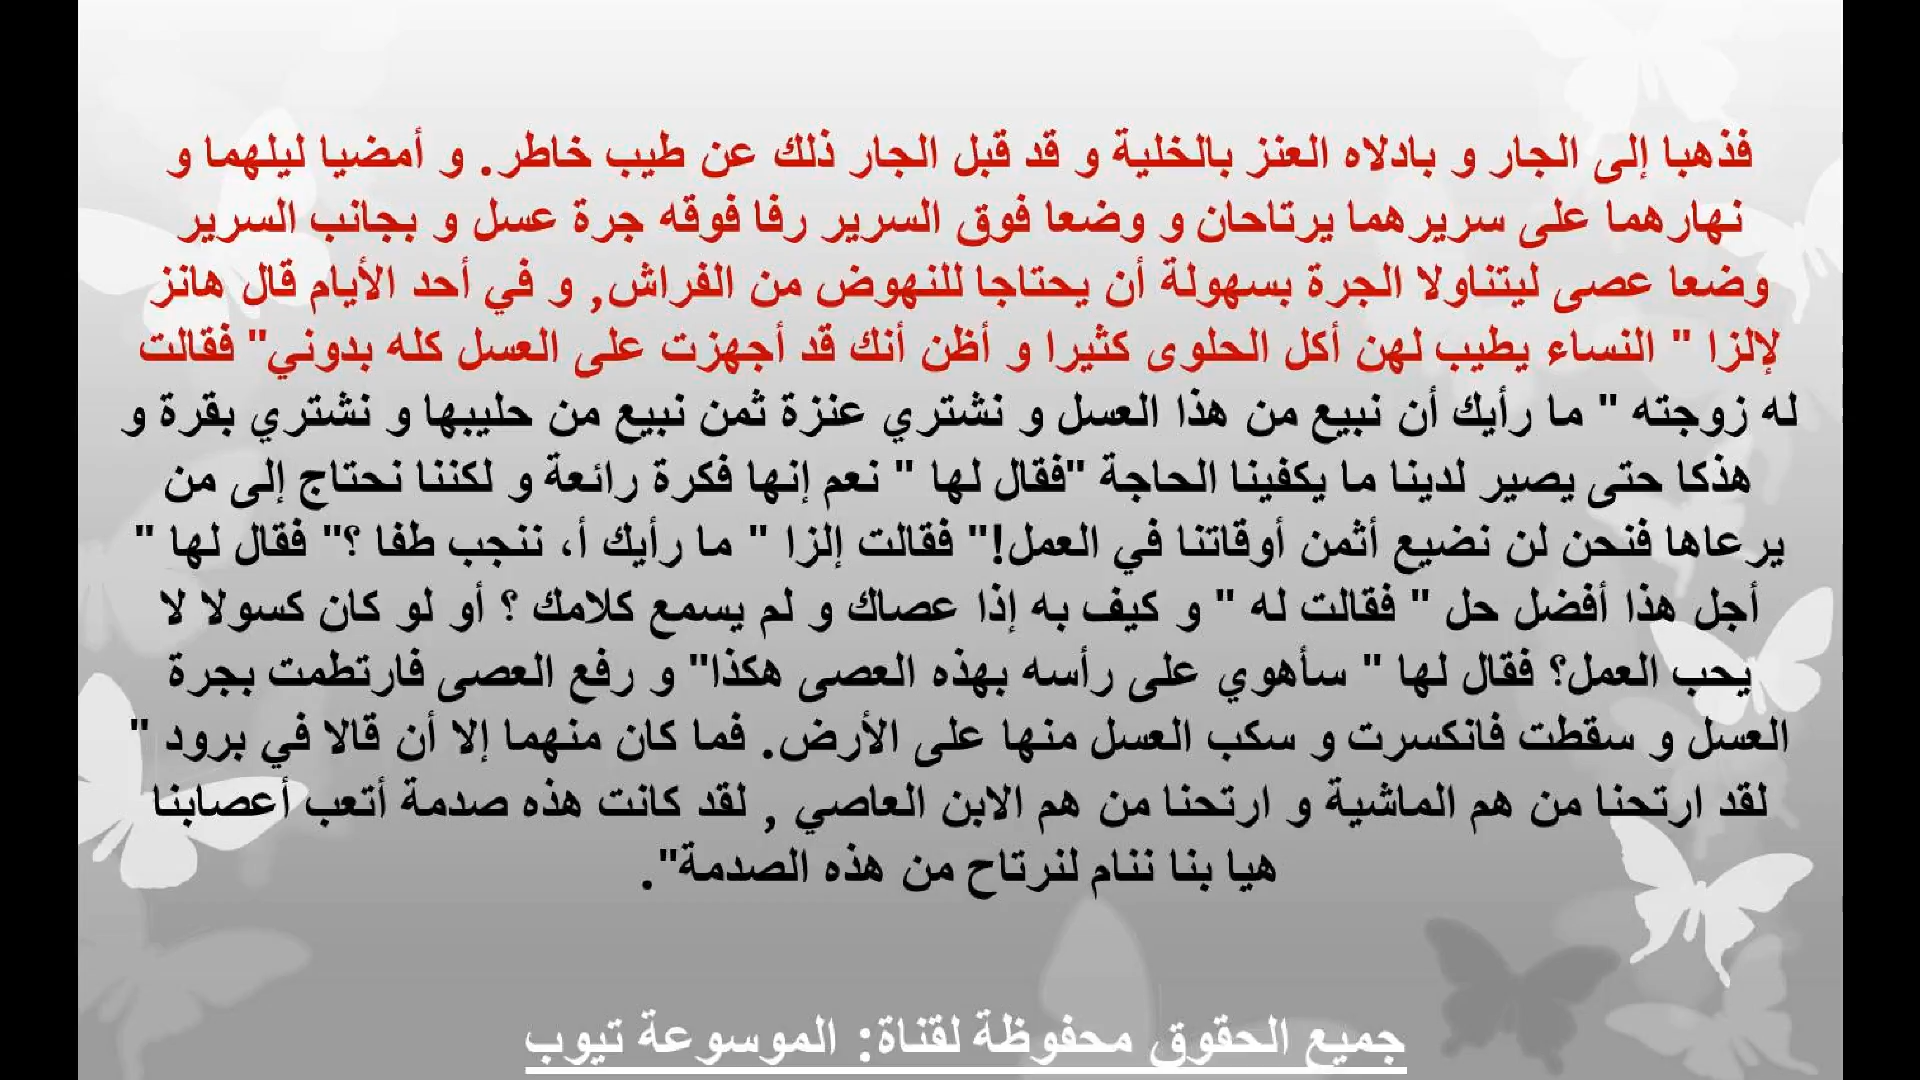 فذهبا إلى الجار و بادلاه العنز بالخلية و قد قبل الجار ذلك عن طيب خاطر. و أمضيا ليلهما و
نهارهما على سريرهما يرتاحان و وضعا فوق السرير رفا فوقه جرة عسل و بجانب السرير
وضعا عصى ليتناولا الجرة بسهولة أن يحتاجا للنهوض من الفراش, و في أحد الأيام قال هانز
لإلزا " النساء يطيب لهن أكل الحلوى كثيرا و أظن أنك قد أجهزت على العسل كله بدوني" فقالت
له زوجته " ما رأيك أن نبيع من هذا العسل و نشتري عنزة ثمن نبيع من حليبها و نشتري بقرة و
هذكا حتى يصير لدينا ما يكفينا الحاجة "فقال لها " نعم إنها فكرة رائعة و لكننا نحتاج إلى من
يرعاها فنحن لن نضيع أثمن أوقاتنا في العمل!" فقالت إلزا " ما رأيك أ، ننجب طفا ؟" فقال لها "
أجل هذا أفضل حل " فقالت له " و كيف به إذا عصاك و لم يسمع كلامك ؟ أو لو كان كسولا لا
يحب العمل؟ فقال لها " سأهوي على رأسه بهذه العصى هكذا" و رفع العصى فارتطمت بجرة
العسل و سقطت فانكسرت و سكب العسل منها على الأرض. فما كان منهما إلا أن قالا في برود "
لقد ارتحنا من هم الماشية و ارتحنا من هم الابن العاصي , لقد كانت هذه صدمة أتعب أعصابنا
هيا بنا ننام لنرتاح من هذه الصدمة".
جميع الحقوق محفوظة لقناة: الموسوعة تيوب